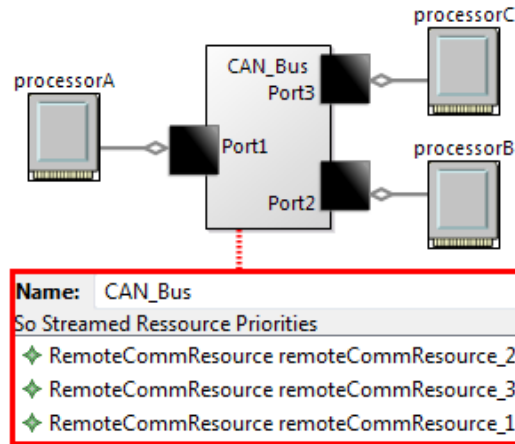 processorC
CAN_Bus
processorA
Port3
Port1
processorB
Port2
Name: CAN_Bus
So Streamed Ressource Priorities
RemoteCommResource remoteCommResource_2
RemoteCommResource remoteCommResource_3
RemoteCommResource remoteCommResource_1